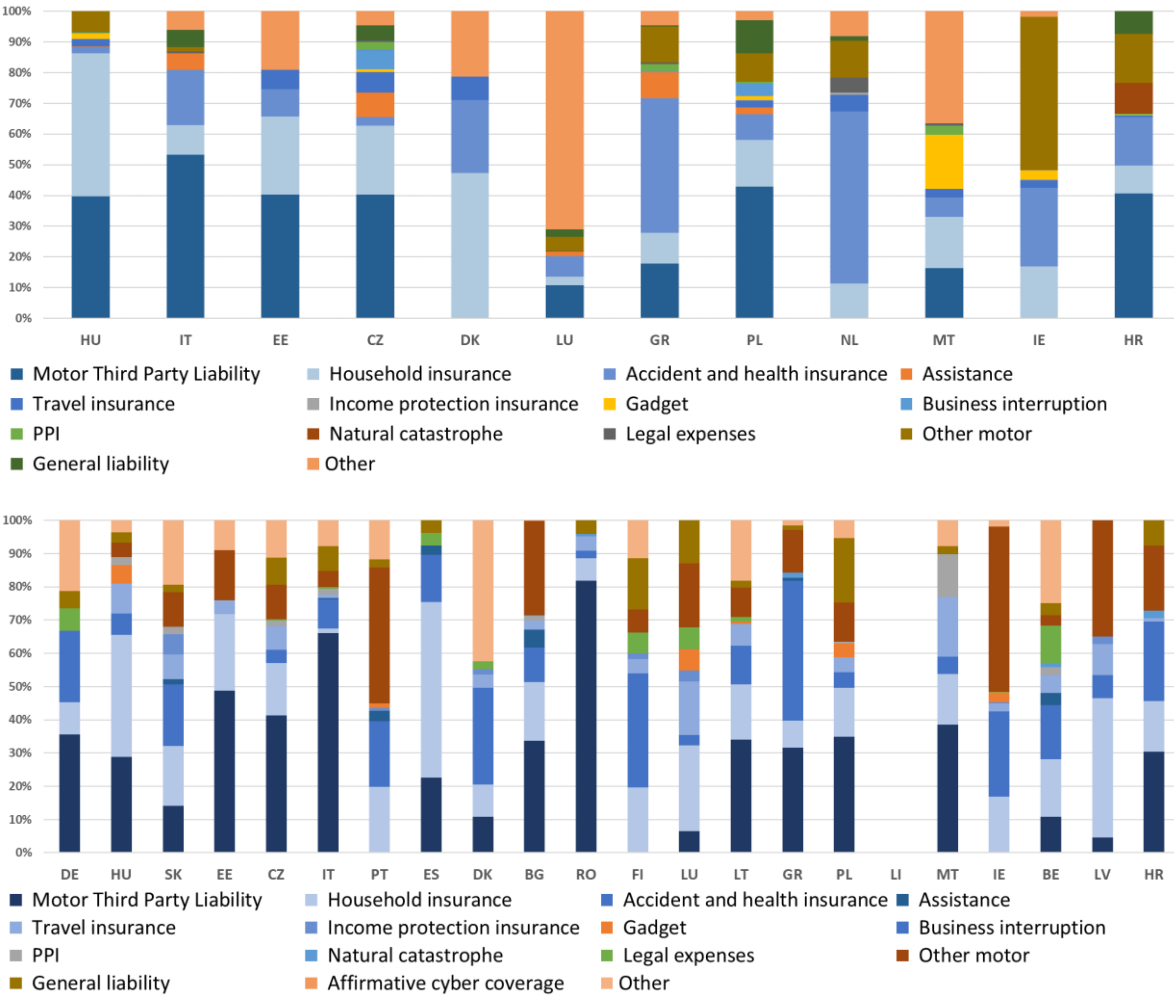 100%
90%
80%
70%
60%
50%
40%
30%
20%
10%
0%
HU IT EE CZ DK LU GR PL NL MT IE HR
Motor Third Party Liability Household insurance Accident and health insurance Assistance
Travel insurance Income protection insurance Gadget Business interruption
PPI Natural catastrophe Legal expenses Other motor
General liability Other
100%
90%
80%
70%
60%
50%
40%
30%
20%
10%
0%
DE HU SK EE CZ IT PT ES DK BG RO FI LU LT GR PL LI MT IE BE LV HR
Motor Third Party Liability Household insurance Accident and health insurance Assistance
Travel insurance Income protection insurance Gadget Business interruption
PPI Natural catastrophe Legal expenses Other motor
General liability Affirmative cyber coverage Other